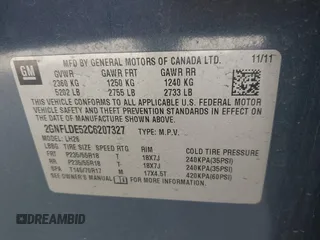 GM
MFD BY GENERAL MOTORS OF CANADA LTD.
11/11
GVWR GAWR FRT GAWR RR
2360 KG 1250 KG 1240 KG
5202 LB 2755 LB 2733 LB
THIS VEHICLE CONFORMS TO ALL APPLICABLE U.S. FEDERAL
MOTOR VEHICLE SAFETY, BUMPER, AND THEFT PREVENTION
STANDARDS IN EFFECT ON THE DATE OF MANUFACTURE SHOWN ABOVE.
2GNFLDE52C6207327 TYPE: M.P.V.
MODEL: LH26
TIRE SIZE SPEED RTG RIM COLD TIRE PRESSURE
FRT P235/55R18 T 18X7J 240KPA(35PSI)
RR P235/55R18 T 18X7J 240KPA(35PSI)
SPA T145/70R17 M 17X4.5T 420KPA(60PSI)
SEE OWNER'S MANUAL FOR MORE INFORMATION
© DREAMBID